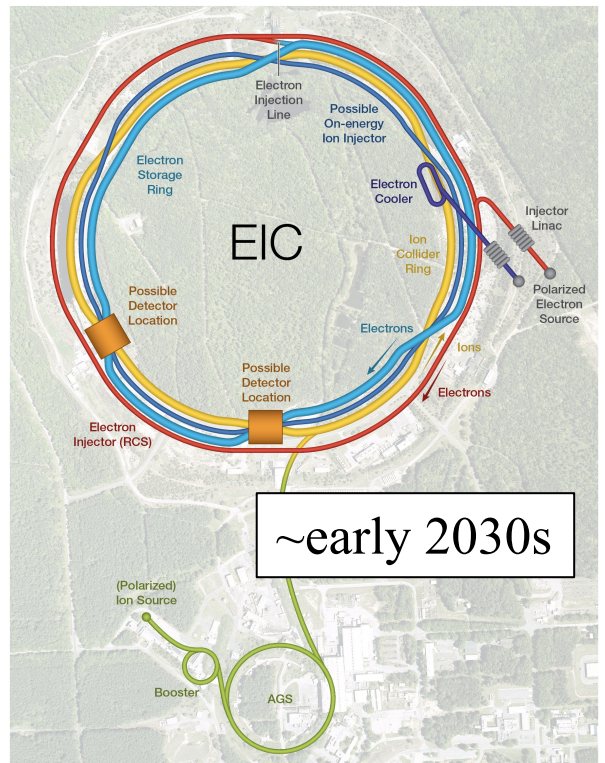 Electron
Injection
Line
Possible
On-energy
Ion Injector
Electron
Storage
Ring
Electron
Cooler
Injector
Linac
EIC
Ion
Collider
Ring
Polarized
Electron
Source
Possible
Detector
Location
Electrons
Ions
Possible
Detector
Location
Electrons
Electron
Injector (RCS)
~early 2030s
(Polarized)
Ion Source
Booster
AGS